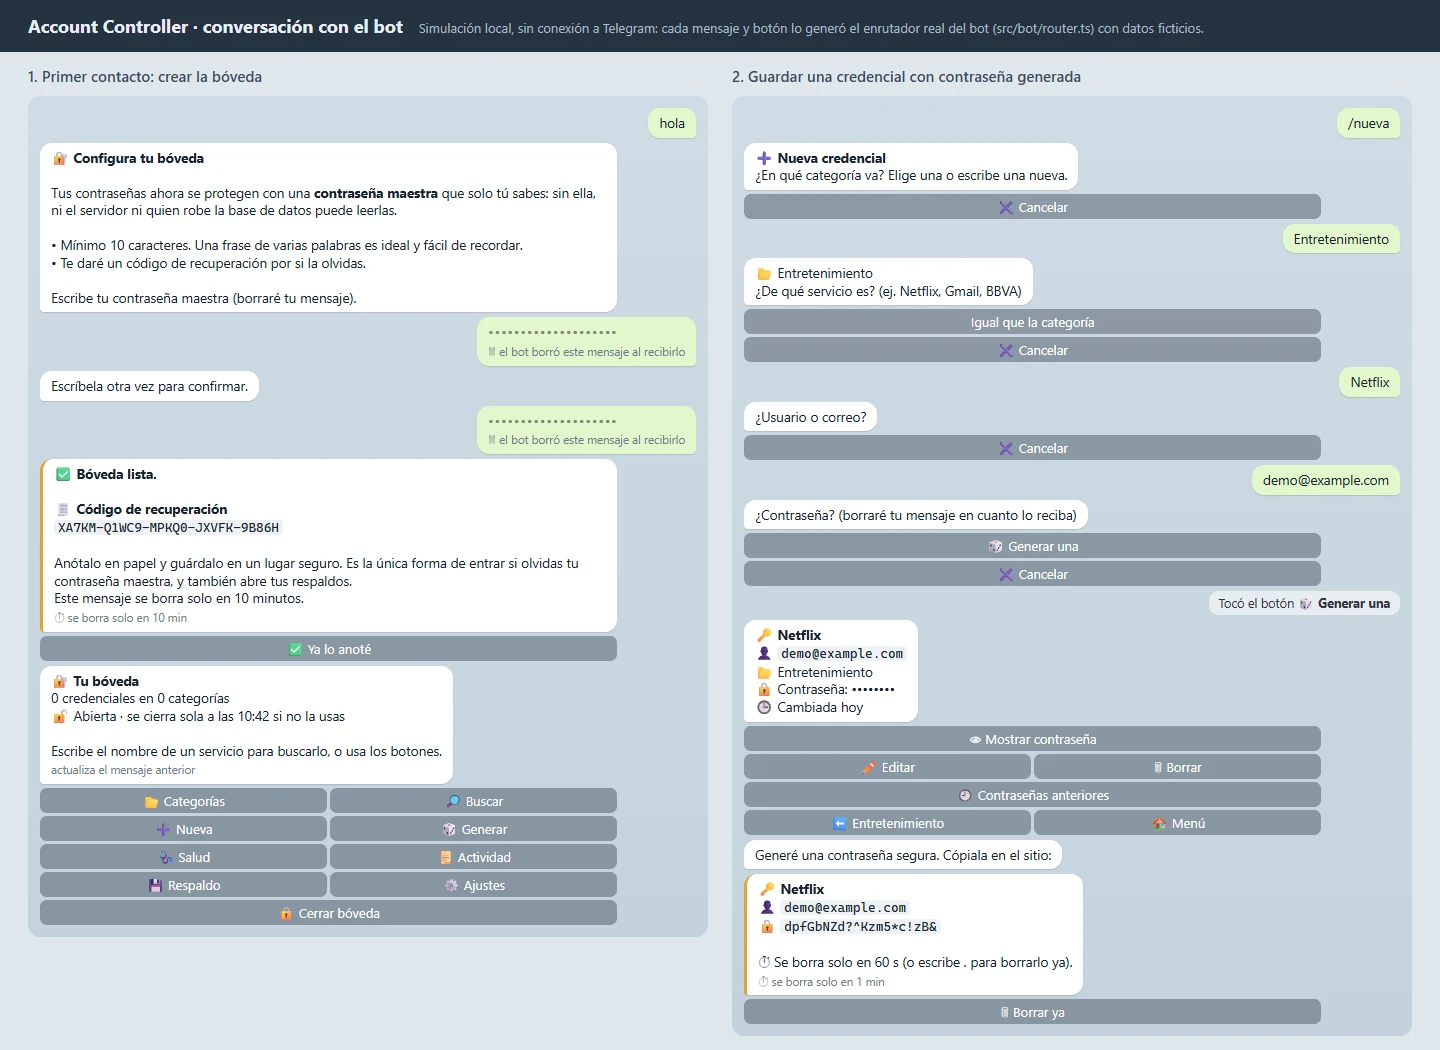 Account Controller · conversación con el bot
Simulación local, sin conexión a Telegram: cada mensaje y botón lo generó el enrutador real del bot (src/bot/router.ts) con datos ficticios.
1. Primer contacto: crear la bóveda
hola
🔐 Configura tu bóveda
Tus contraseñas ahora se protegen con una contraseña maestra que solo tú sabes: sin ella,
ni el servidor ni quien robe la base de datos puede leerlas.
• Mínimo 10 caracteres. Una frase de varias palabras es ideal y fácil de recordar.
• Te daré un código de recuperación por si la olvidas.
Escribe tu contraseña maestra (borraré tu mensaje).
••••••••••••••••••••
🗑 el bot borró este mensaje al recibirlo
Escríbela otra vez para confirmar.
••••••••••••••••••••
🗑 el bot borró este mensaje al recibirlo
✅ Bóveda lista.
🧾 Código de recuperación
XA7KM-Q1WC9-MPKQ0-JXVFK-9B86H
Anótalo en papel y guárdalo en un lugar seguro. Es la única forma de entrar si olvidas tu
contraseña maestra, y también abre tus respaldos.
Este mensaje se borra solo en 10 minutos.
⏱ se borra solo en 10 min
✅ Ya lo anoté
🔐 Tu bóveda
0 credenciales en 0 categorías
🔓 Abierta · se cierra sola a las 10:42 si no la usas
Escribe el nombre de un servicio para buscarlo, o usa los botones.
actualiza el mensaje anterior
📁 Categorías
🔎 Buscar
➕ Nueva
🎲 Generar
🩺 Salud
📜 Actividad
💾 Respaldo
⚙️ Ajustes
🔒 Cerrar bóveda
2. Guardar una credencial con contraseña generada
/nueva
➕ Nueva credencial
¿En qué categoría va? Elige una o escribe una nueva.
✖️ Cancelar
Entretenimiento
📁 Entretenimiento
¿De qué servicio es? (ej. Netflix, Gmail, BBVA)
Igual que la categoría
✖️ Cancelar
Netflix
¿Usuario o correo?
✖️ Cancelar
demo@example.com
¿Contraseña? (borraré tu mensaje en cuanto lo reciba)
🎲 Generar una
✖️ Cancelar
Tocó el botón 🎲 Generar una
🔑 Netflix
👤 demo@example.com
📁 Entretenimiento
🔒 Contraseña: ••••••••
🕒 Cambiada hoy
👁 Mostrar contraseña
✏️ Editar
🗑 Borrar
🕘 Contraseñas anteriores
⬅️ Entretenimiento
🏠 Menú
Generé una contraseña segura. Cópiala en el sitio:
🔑 Netflix
👤 demo@example.com
🔒 dpfGbNZd?^Kzm5*c!zB&
⏱ Se borra solo en 60 s (o escribe . para borrarlo ya).
⏱ se borra solo en 1 min
🗑 Borrar ya